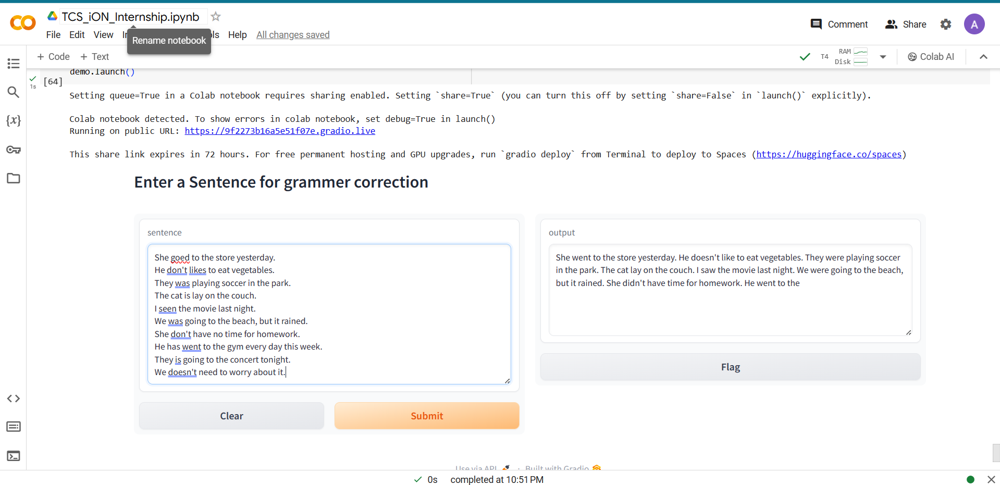 TCS_iON_Internship.ipynb
File Edit View In ls Help All changes saved
Rename notebook
Comment Share A
+ Code + Text
T4 RAM Disk Colab AI
demo.launch()
[64]
1s
Setting queue=True in a Colab notebook requires sharing enabled. Setting `share=True` (you can turn this off by setting `share=False` in `launch()` explicitly).
Colab notebook detected. To show errors in colab notebook, set debug=True in launch()
Running on public URL: https://9f2273b16a5e51f07e.gradio.live
This share link expires in 72 hours. For free permanent hosting and GPU upgrades, run `gradio deploy` from Terminal to deploy to Spaces (https://huggingface.co/spaces)
Enter a Sentence for grammer correction
sentence
She goed to the store yesterday.
He don't likes to eat vegetables.
They was playing soccer in the park.
The cat is lay on the couch.
I seen the movie last night.
We was going to the beach, but it rained.
She don't have no time for homework.
He has went to the gym every day this week.
They is going to the concert tonight.
We doesn't need to worry about it.
Clear
Submit
output
She went to the store yesterday. He doesn't like to eat vegetables. They were playing soccer
in the park. The cat lay on the couch. I saw the movie last night. We were going to the beach,
but it rained. She didn't have time for homework. He went to the
Flag
Use via API · Built with Gradio
0s completed at 10:51 PM